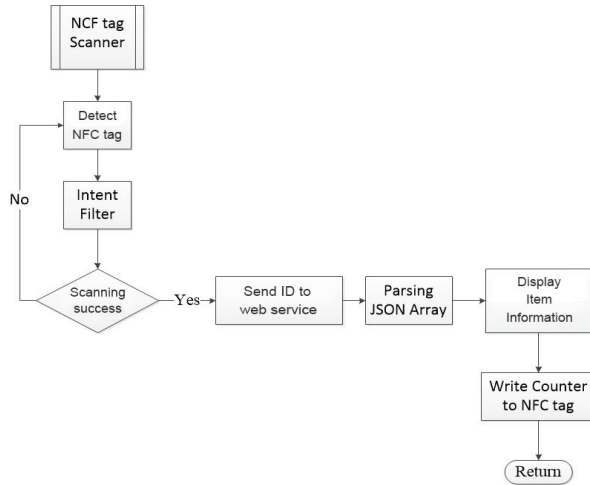 NCF tag
Scanner
Detect
NFC tag
Intent
Filter
No
Scanning
success
Yes
Send ID to
web service
Parsing
JSON Array
Display
Item
Information
Write Counter
to NFC tag
Return